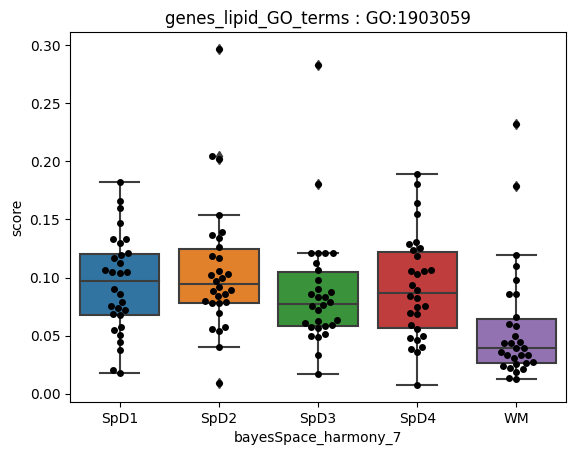 genes_lipid_GO_terms : GO:1903059
0.30
0.25
0.20
0.15
0.10
0.05
0.00
score
SpD1 SpD2 SpD3 SpD4 WM
bayesSpace_harmony_7